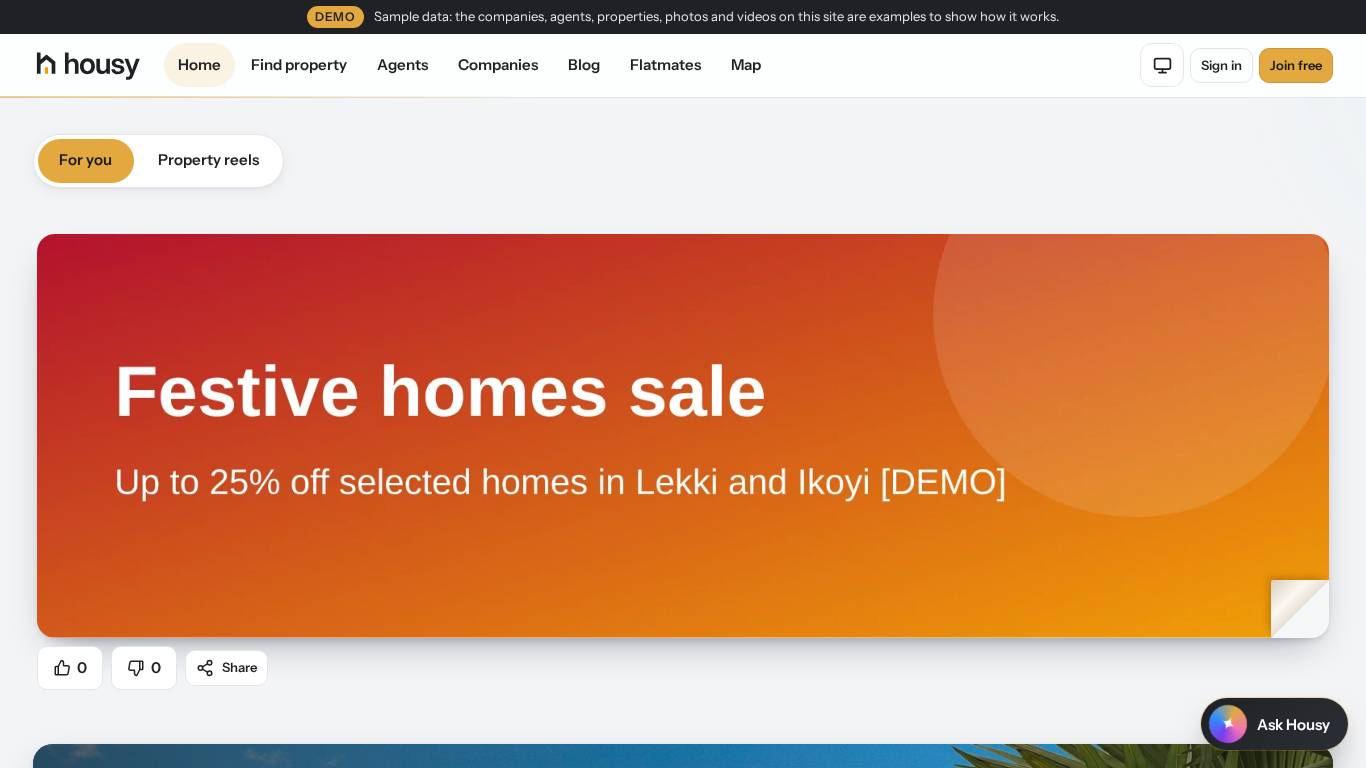 DEMO Sample data: the companies, agents, properties, photos and videos on this site are examples to show how it works.
housy Home Find property Agents Companies Blog Flatmates Map Sign in Join free
For you Property reels
Festive homes sale
Up to 25% off selected homes in Lekki and Ikoyi [DEMO]
0 0 Share
Ask Housy